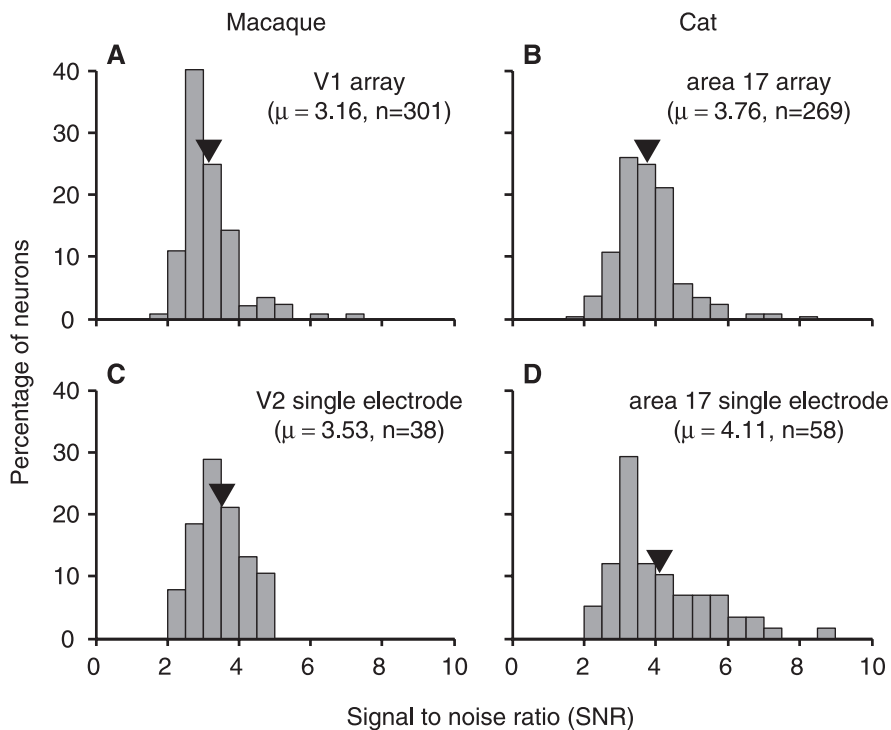 Macaque
Cat
Percentage of neurons
A
V1 array
(μ = 3.16, n=301)
40
30
20
10
0
B
area 17 array
(μ = 3.76, n=269)
C
V2 single electrode
(μ = 3.53, n=38)
40
30
20
10
0
0 2 4 6 8 10
D
area 17 single electrode
(μ = 4.11, n=58)
0 2 4 6 8 10
Signal to noise ratio (SNR)